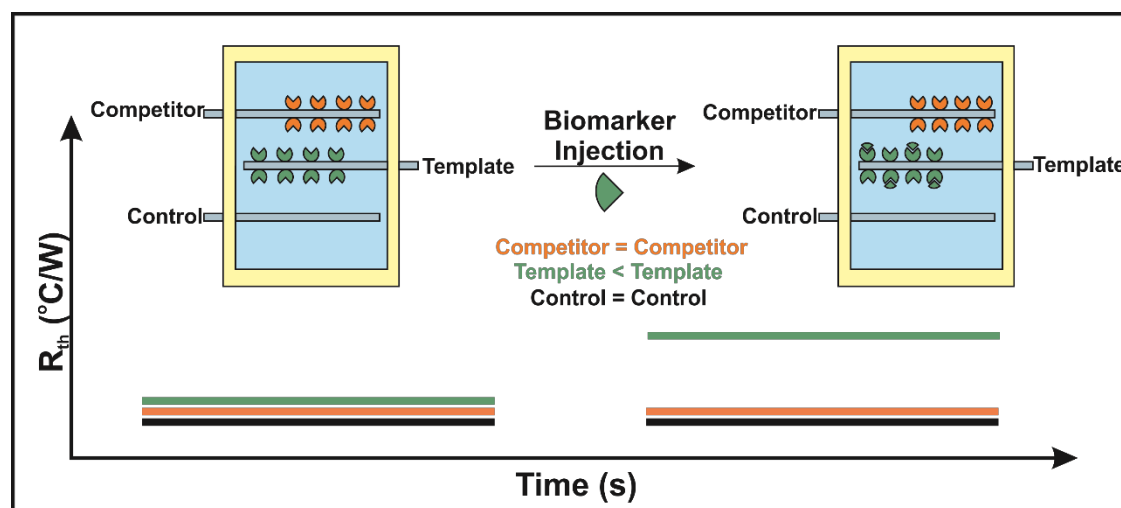 Competitor
Template
Control
Biomarker
Injection
Competitor = Competitor
Template < Template
Control = Control
Competitor
Template
Control
Rth (°C/W)
Time (s)